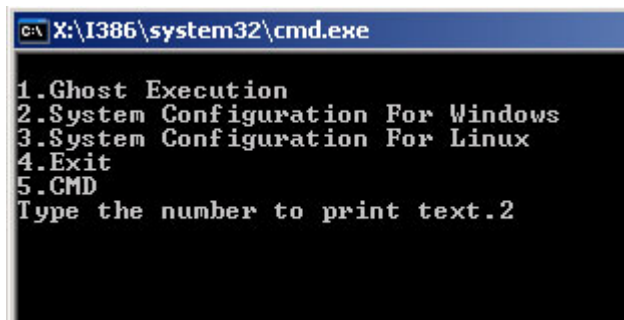 X:\I386\system32\cmd.exe
1.Ghost Execution
2.System Configuration For Windows
3.System Configuration For Linux
4.Exit
5.CMD
Type the number to print text.2